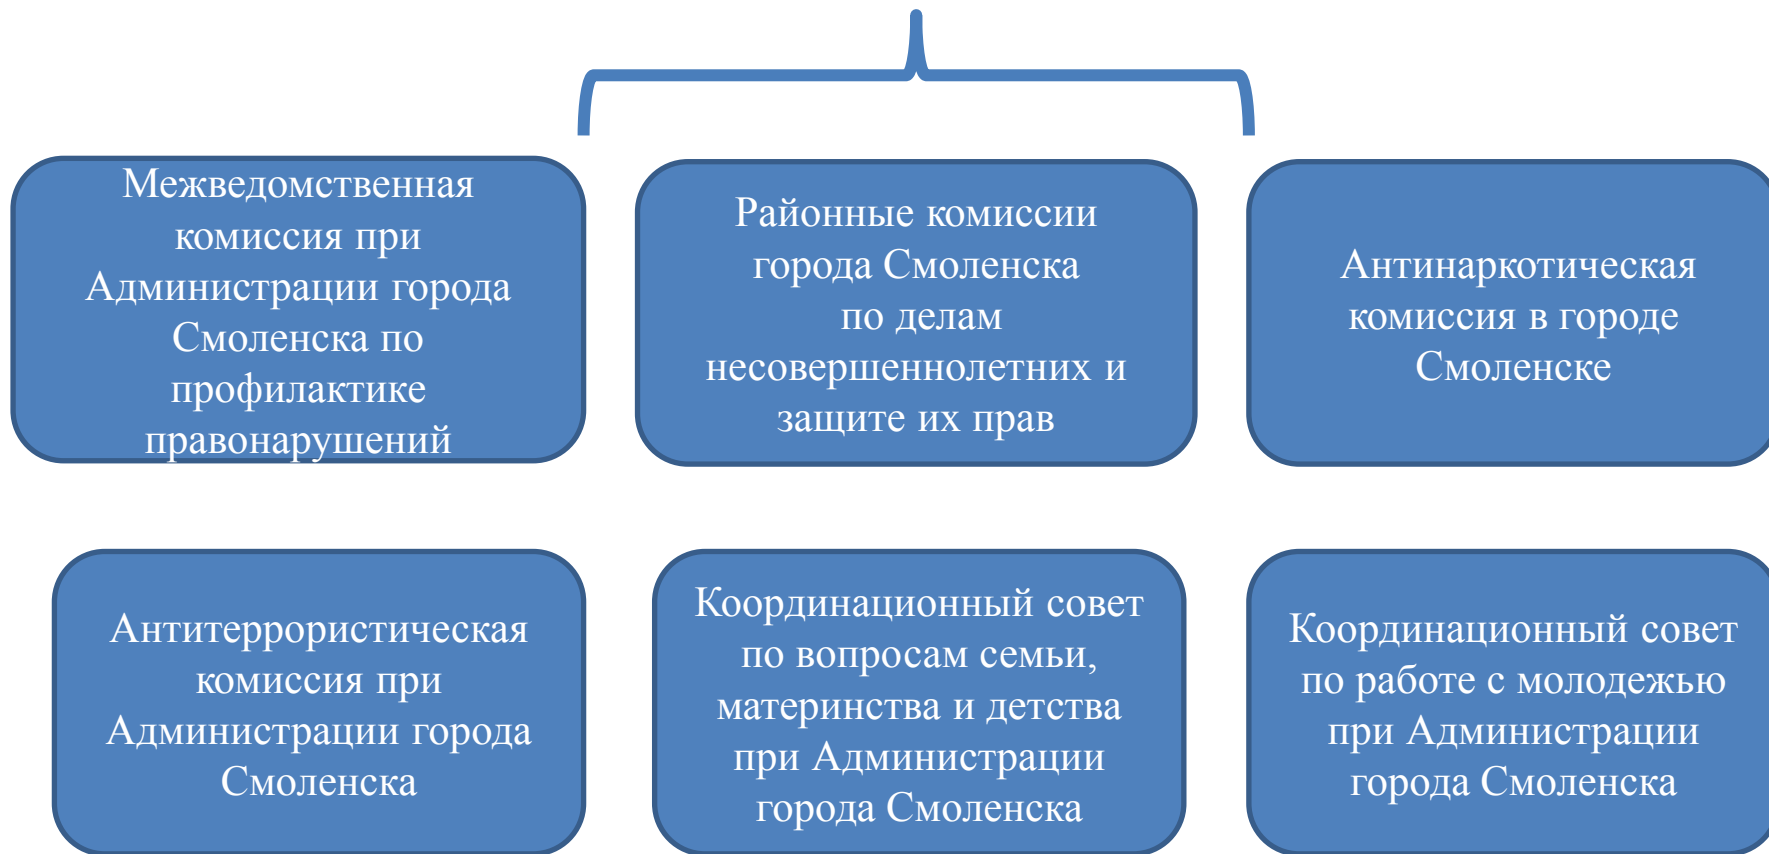 Межведомственная
комиссия при
Администрации города
Смоленска по
профилактике
правонарушений
Районные комиссии
города Смоленска
по делам
несовершеннолетних и
защите их прав
Антинаркотическая
комиссия в городе
Смоленске
Антитеррористическая
комиссия при
Администрации города
Смоленска
Координационный совет
по вопросам семьи,
материнства и детства
при Администрации
города Смоленска
Координационный совет
по работе с молодежью
при Администрации
города Смоленска